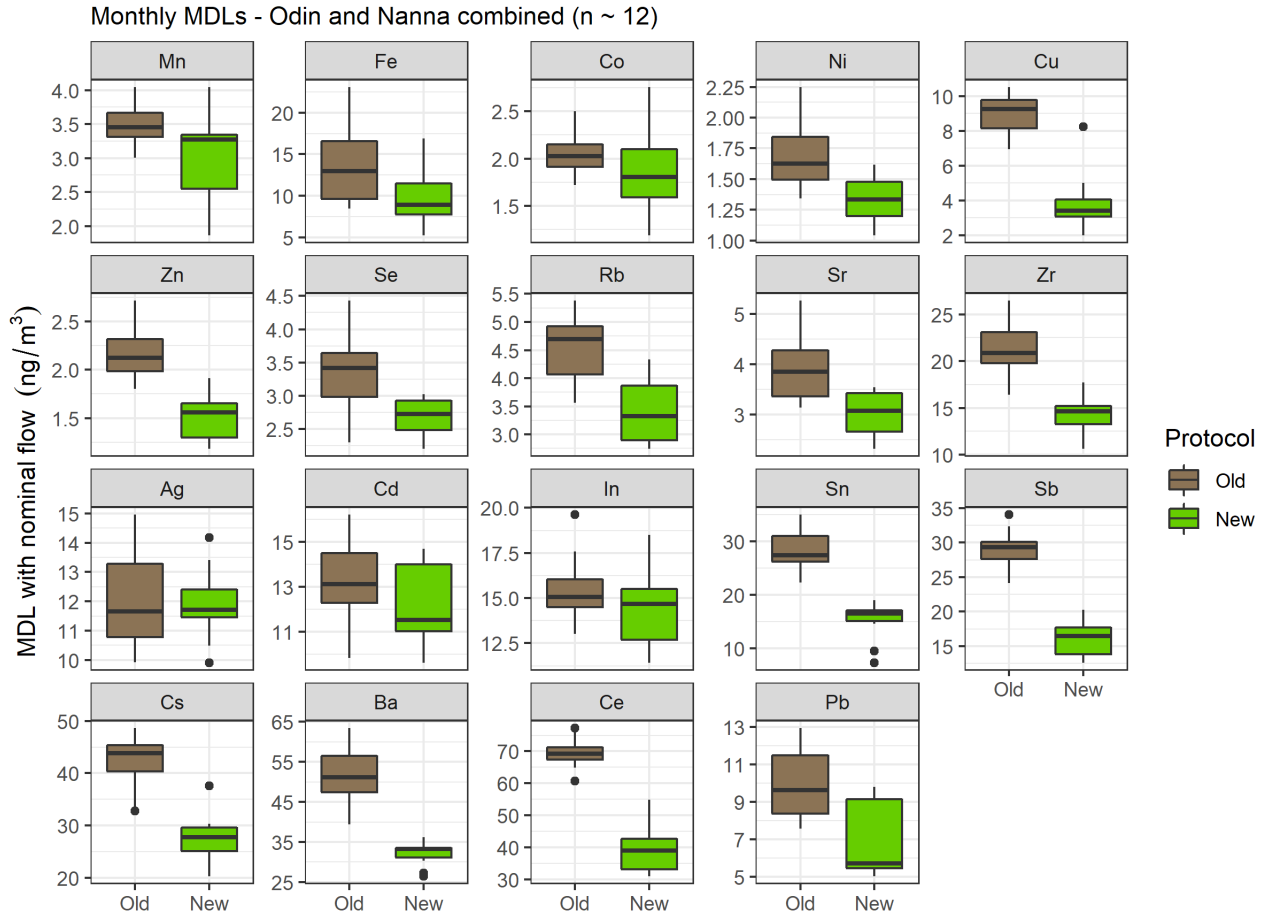 Monthly MDLs - Odin and Nanna combined (n ~ 12)
MDL with nominal flow (ng/m³)
Mn
4.0
3.5
3.0
2.5
2.0
Fe
20
15
10
5
Co
2.5
2.0
1.5
Ni
2.25
2.00
1.75
1.50
1.25
1.00
Cu
10
8
6
4
2
Zn
2.5
2.0
1.5
Se
4.5
4.0
3.5
3.0
2.5
Rb
5.5
5.0
4.5
4.0
3.5
3.0
Sr
5
4
3
Zr
25
20
15
10
Ag
15
14
13
12
11
10
Cd
15
13
11
In
20.0
17.5
15.0
12.5
Sn
30
20
10
Sb
35
30
25
20
15
Old New
Cs
50
40
30
20
Old New
Ba
65
55
45
35
25
Old New
Ce
70
60
50
40
30
Old New
Pb
13
11
9
7
5
Old New
Protocol
Old
New